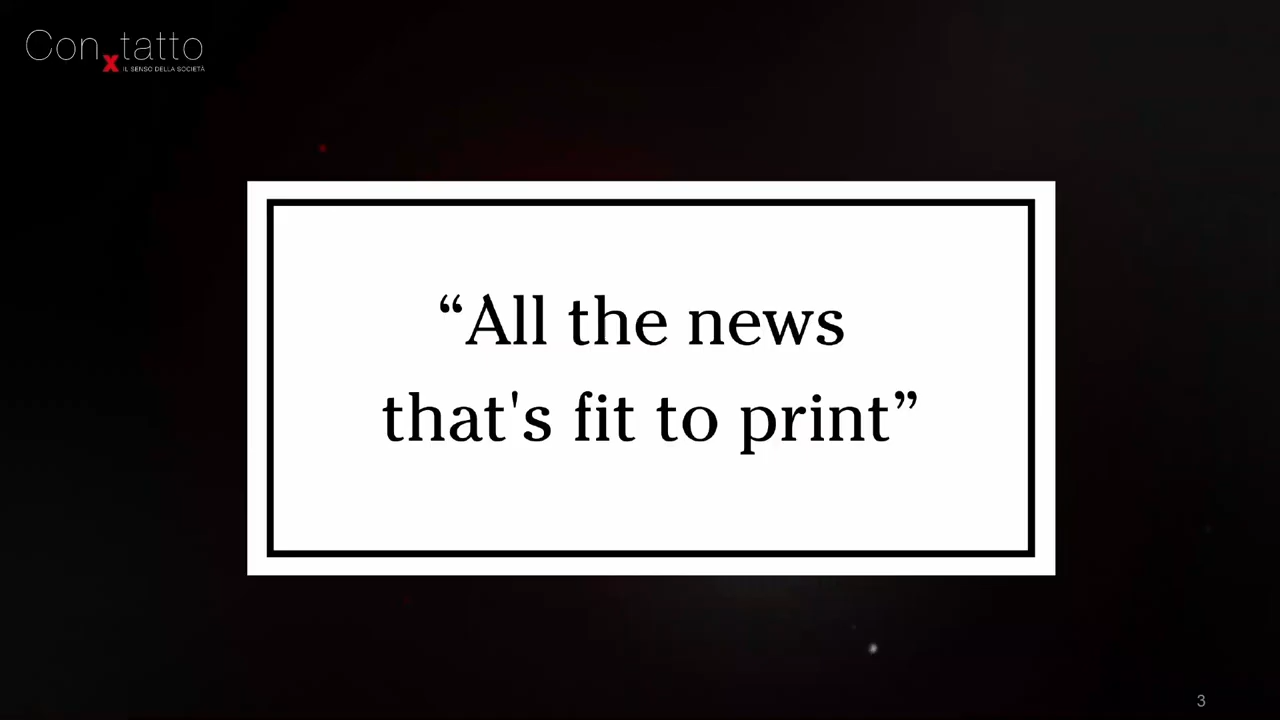 Con x tatto
IL SENSO DELLA SOCIETÀ
“All the news
that's fit to print”
3